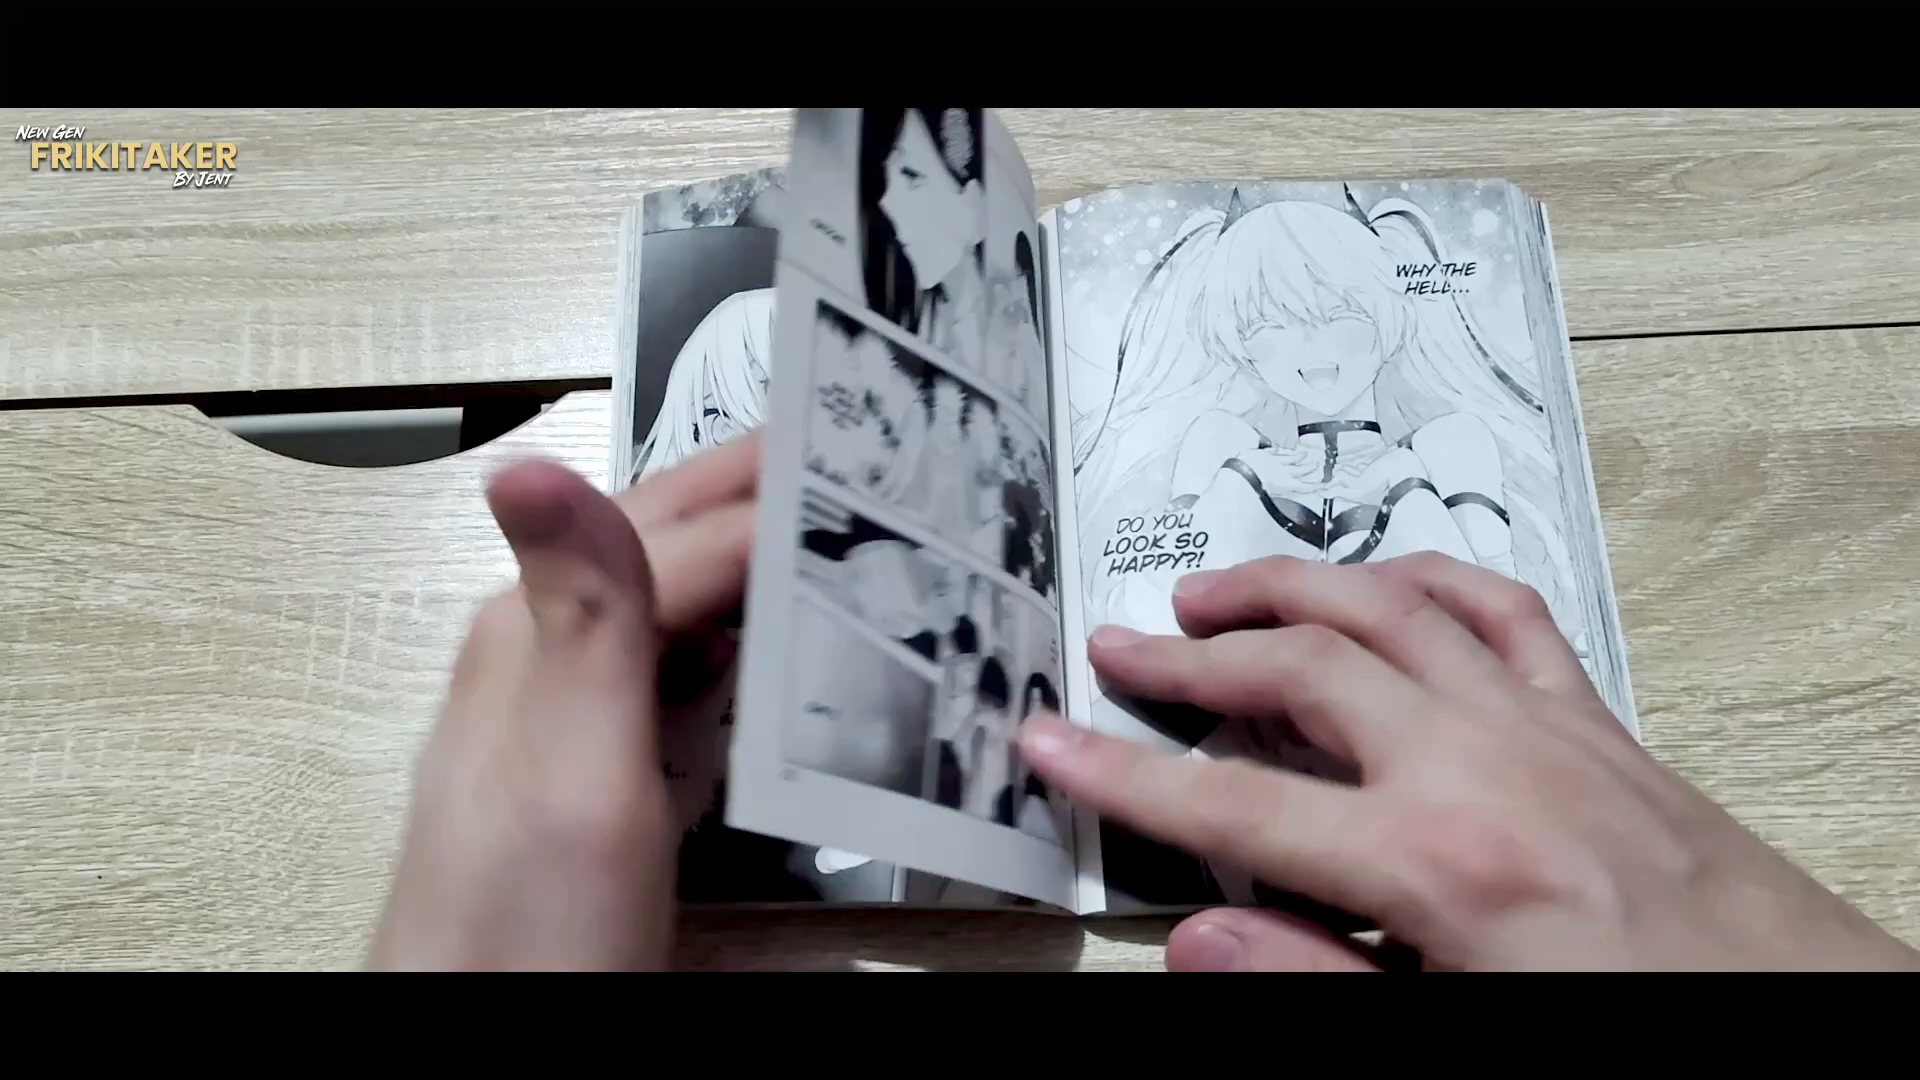 New Gen
FRIKITAKER
By Jent
WHY THE
HELL...
DO YOU
LOOK SO
HAPPY?!